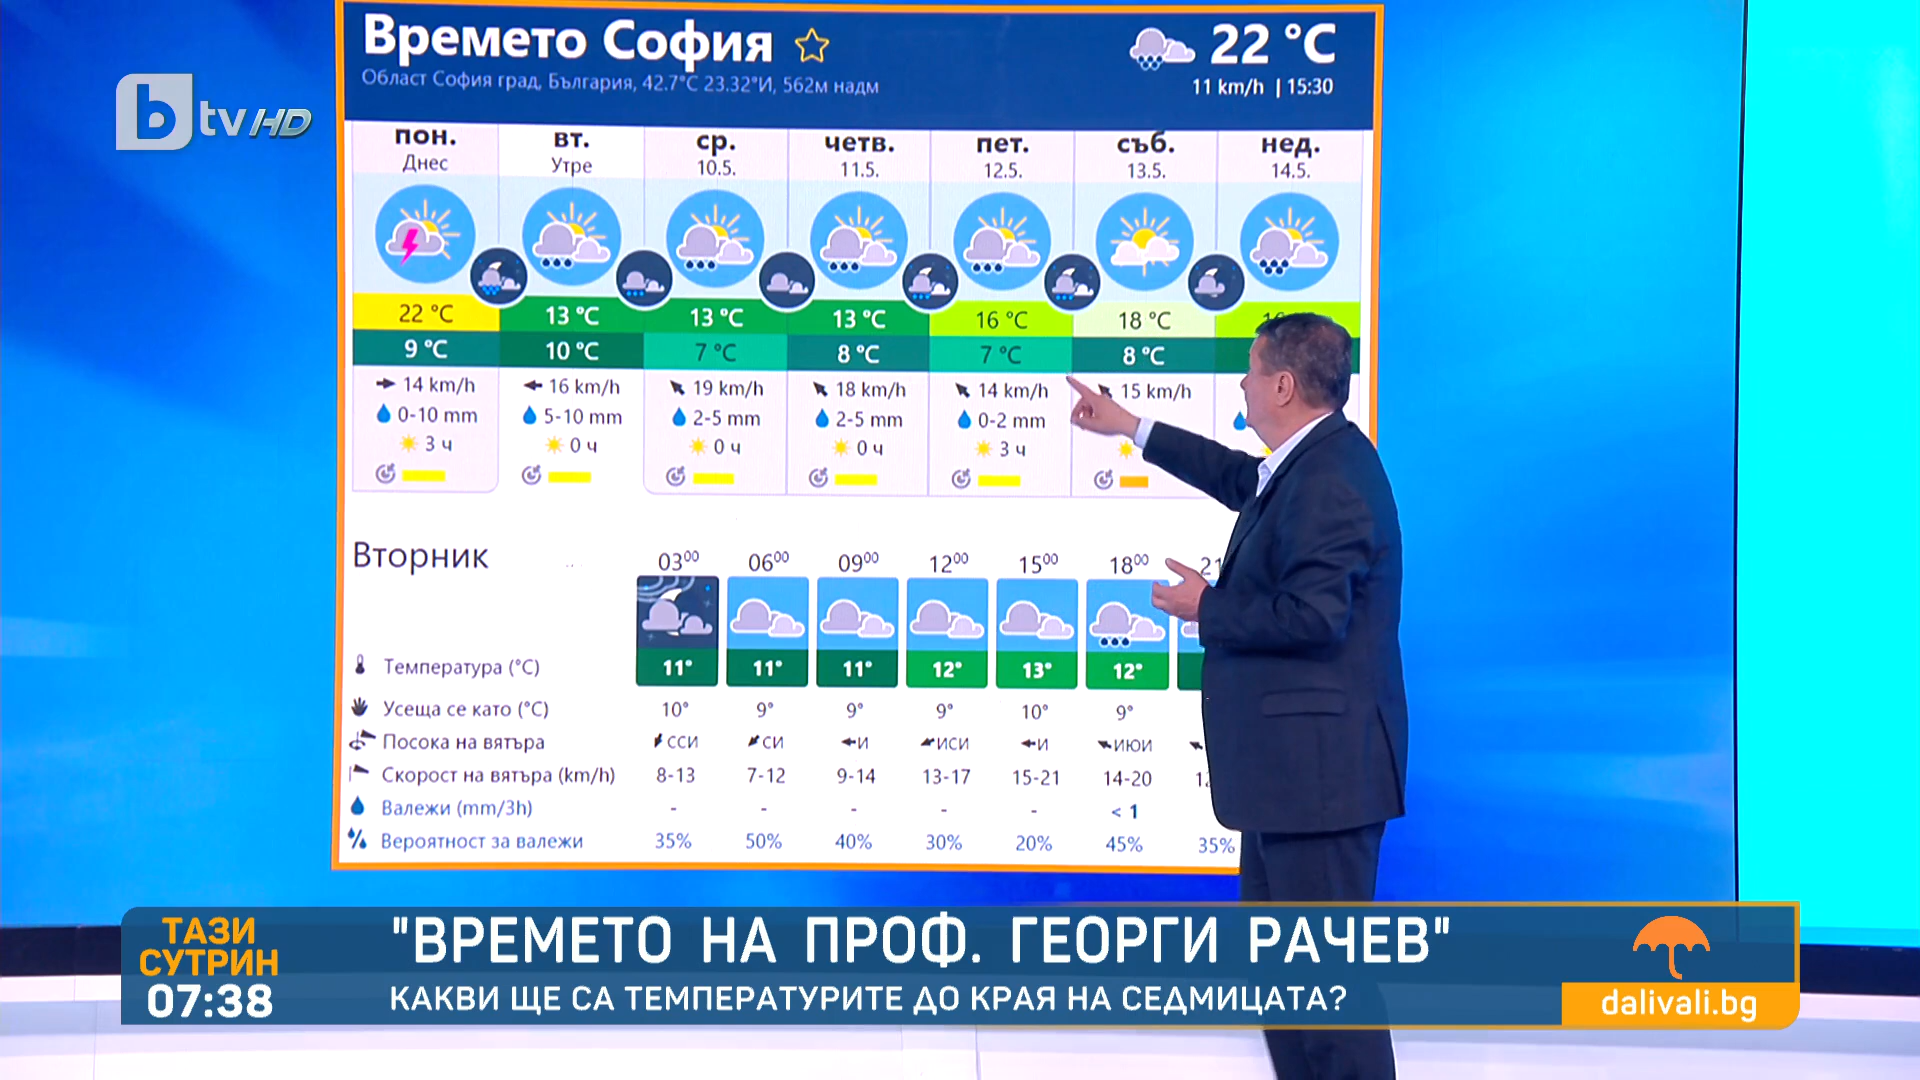 Времето София
22 °C
Област София град, България, 42.7°С 23.32°И, 562м надм
11 km/h | 15:30
btv HD
пон. вт. ср. четв. пет. съб. нед.
Днес Утре 10.5. 11.5. 12.5. 13.5. 14.5.
22 °C 13 °C 13 °C 13 °C 16 °C 18 °C
9 °C 10 °C 7 °C 8 °C 7 °C 8 °C
14 km/h 16 km/h 19 km/h 18 km/h 14 km/h 15 km/h
0-10 mm 5-10 mm 2-5 mm 2-5 mm 0-2 mm
3 ч 0 ч 0 ч 0 ч 3 ч
Вторник 03⁰⁰ 06⁰⁰ 09⁰⁰ 12⁰⁰ 15⁰⁰ 18⁰⁰ 21
Температура (°C) 11° 11° 11° 12° 13° 12°
Усеща се като (°C) 10° 9° 9° 9° 10° 9°
Посока на вятъра ССИ СИ И ИСИ И ИЮИ
Скорост на вятъра (km/h) 8-13 7-12 9-14 13-17 15-21 14-20
Валежи (mm/3h) - - - - - < 1
Вероятност за валежи 35% 50% 40% 30% 20% 45% 35%
ТАЗИ
СУТРИН
07:38
"ВРЕМЕТО НА ПРОФ. ГЕОРГИ РАЧЕВ"
КАКВИ ЩЕ СА ТЕМПЕРАТУРИТЕ ДО КРАЯ НА СЕДМИЦАТА?
dalivali.bg